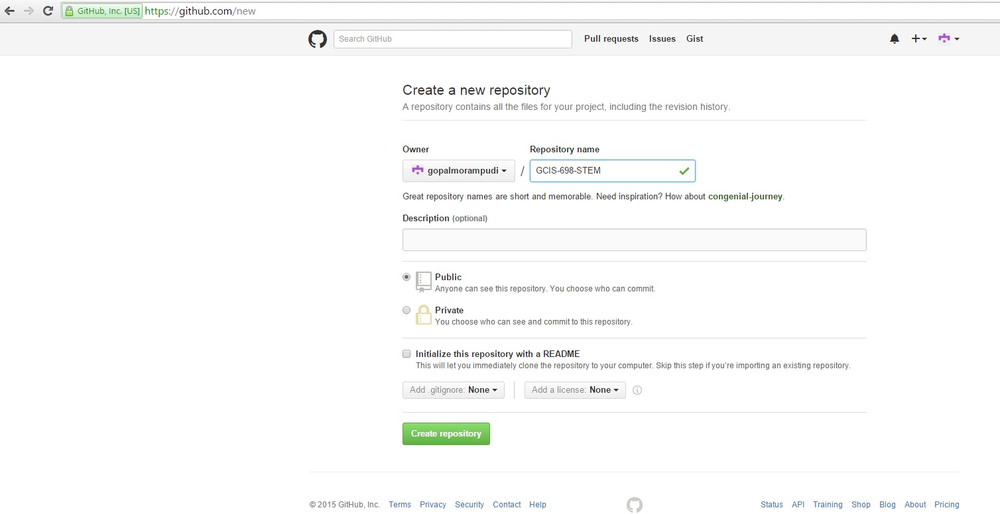 GitHub, Inc. [US] https://github.com/new
Search GitHub Pull requests Issues Gist
Create a new repository
A repository contains all the files for your project, including the revision history.
Owner Repository name
gopalmorampudi / GCIS-698-STEM
Great repository names are short and memorable. Need inspiration? How about congenial-journey.
Description (optional)
Public
Anyone can see this repository. You choose who can commit.
Private
You choose who can see and commit to this repository.
Initialize this repository with a README
This will let you immediately clone the repository to your computer. Skip this step if you’re importing an existing repository.
Add .gitignore: None Add a license: None
Create repository
© 2015 GitHub, Inc. Terms Privacy Security Contact Help Status API Training Shop Blog About Pricing